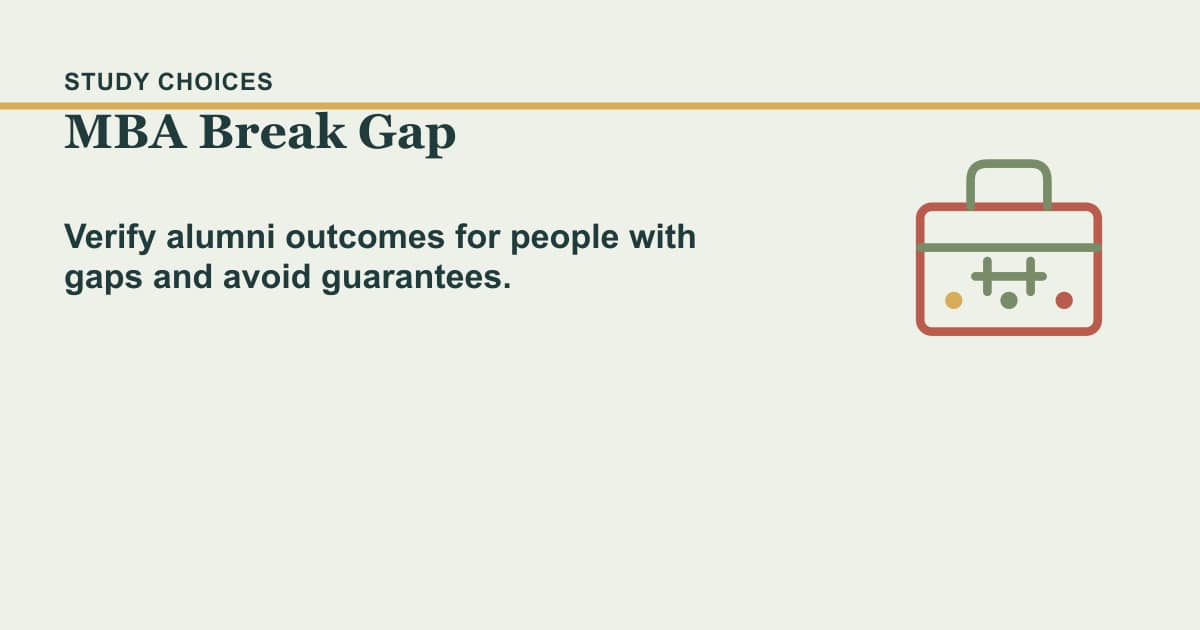 STUDY CHOICES
MBA Break Gap
Verify alumni outcomes for people with
gaps and avoid guarantees.